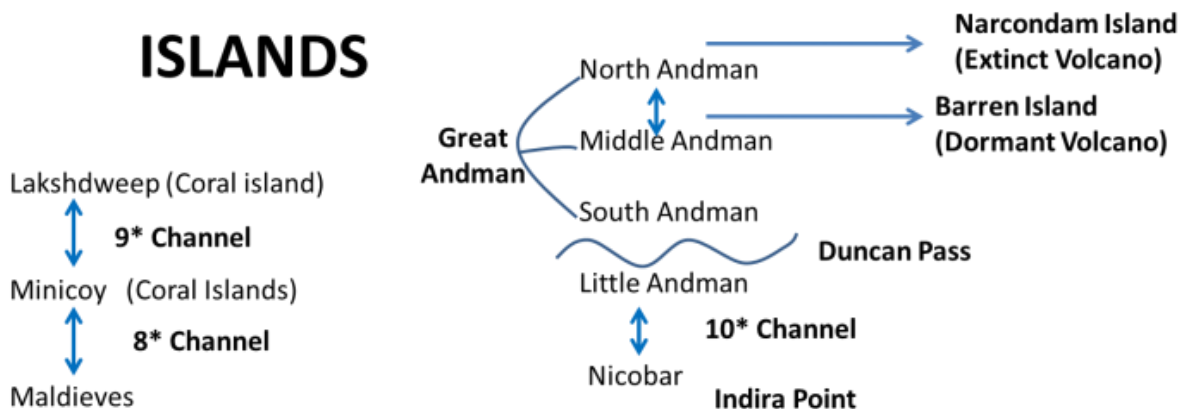 ISLANDS
Lakshdweep (Coral island)
9* Channel
Minicoy (Coral Islands)
8* Channel
Maldieves
Great
Andman
North Andman
Middle Andman
South Andman
Duncan Pass
Little Andman
10* Channel
Nicobar
Indira Point
Narcondam Island
(Extinct Volcano)
Barren Island
(Dormant Volcano)